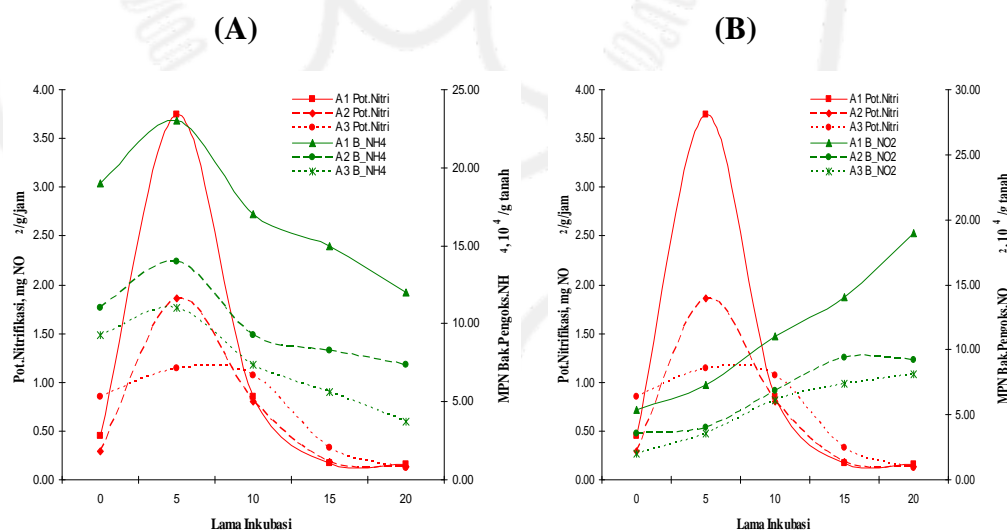 (A)
(B)
4.00
3.50
3.00
2.50
2.00
1.50
1.00
0.50
0.00
Pot.Nitrifikasi, mg NO
2/g/jam
25.00
20.00
15.00
10.00
5.00
0.00
MPN Bak.Pengoks.NH
4, 10 4 /g tanah
A1 Pot.Nitri
A2 Pot.Nitri
A3 Pot.Nitri
A1 B_NH4
A2 B_NH4
A3 B_NH4
0 5 10 15 20
Lama Inkubasi
4.00
3.50
3.00
2.50
2.00
1.50
1.00
0.50
0.00
Pot.Nitrifikasi, mg NO
2/g/jam
30.00
25.00
20.00
15.00
10.00
5.00
0.00
MPN Bak.Pengoks.NO
2, 10 4 /g tanah
A1 Pot.Nitri
A2 Pot.Nitri
A3 Pot.Nitri
A1 B_NO2
A2 B_NO2
A3 B_NO2
0 5 10 15 20
Lama Inkubasi